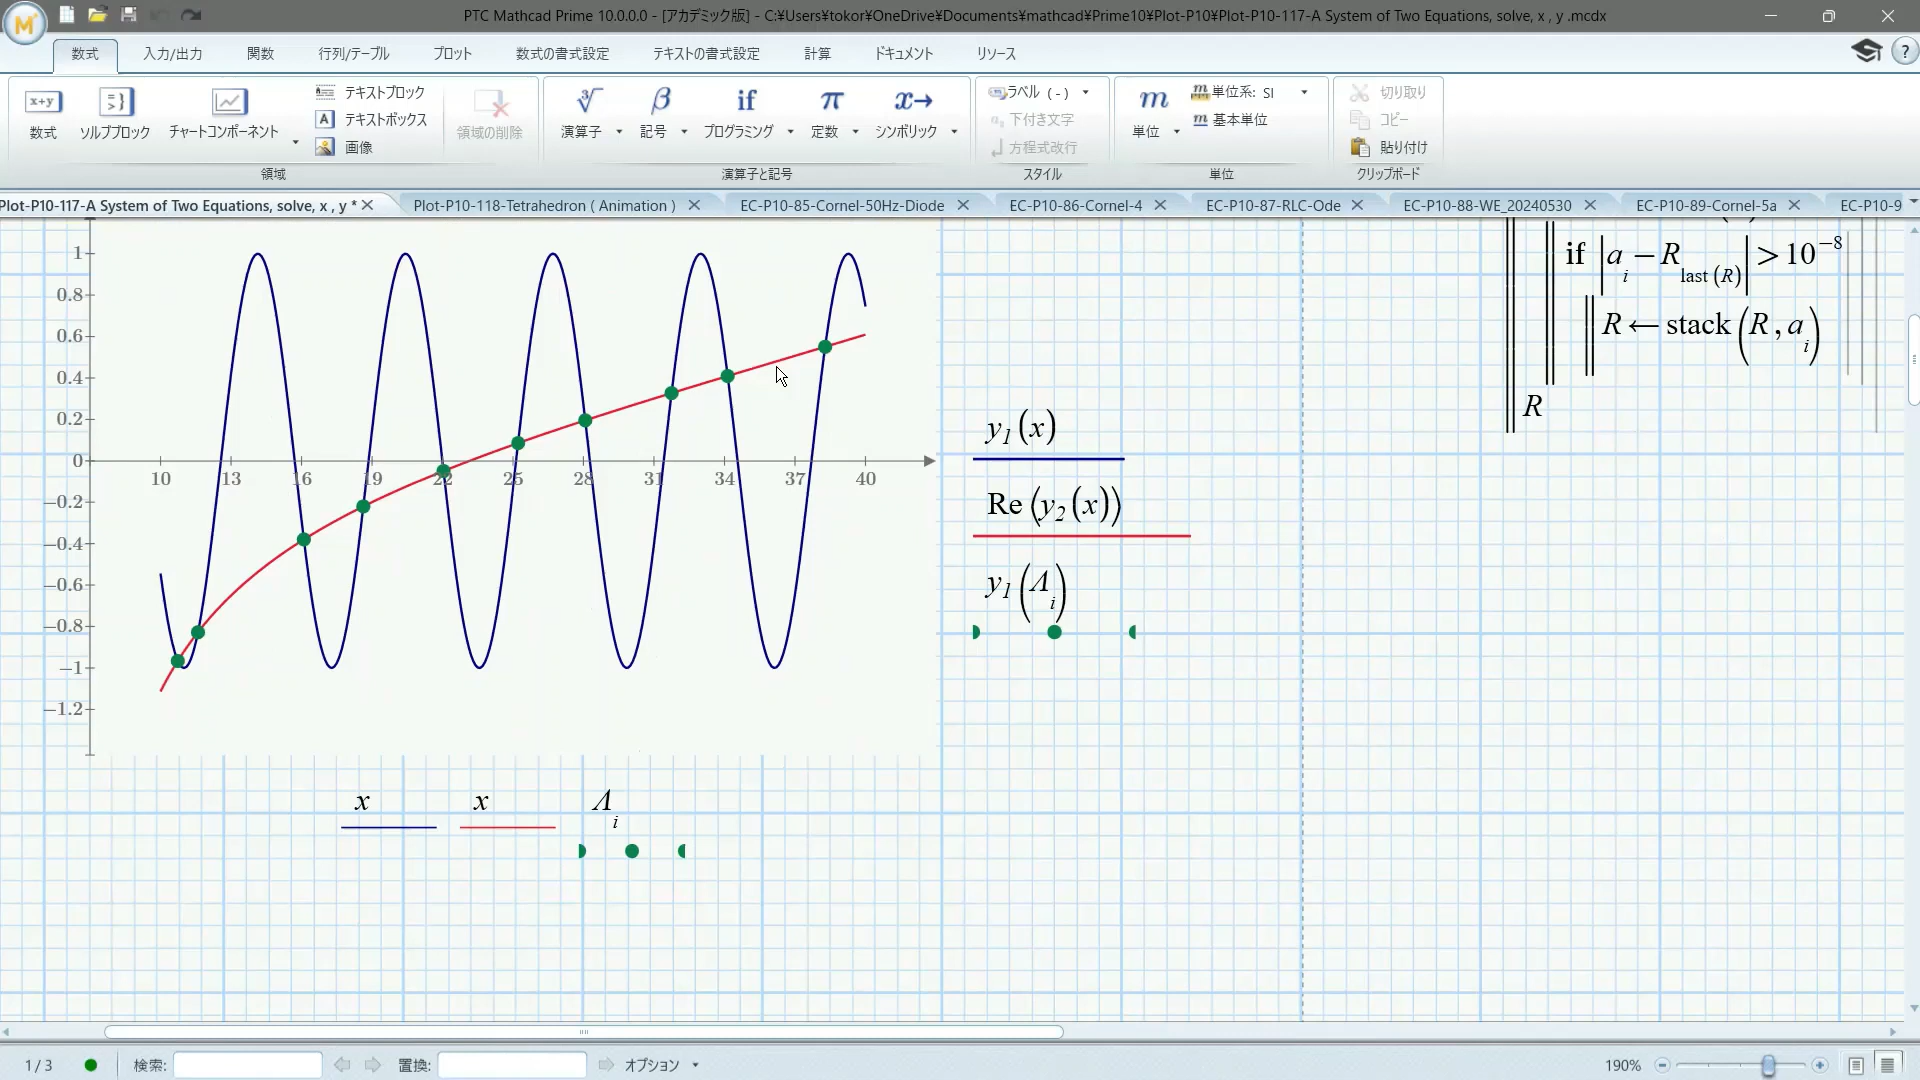 PTC Mathcad Prime 10.0.0.0 - [アカデミック版] - C:¥Users¥tokor¥OneDrive¥Documents¥mathcad¥Prime10¥Plot-P10¥Plot-P10-117-A System of Two Equations, solve, x , y .mcdx
数式 入力/出力 関数 行列/テーブル プロット 数式の書式設定 テキストの書式設定 計算 ドキュメント リソース
数式 ソルブブロック チャートコンポーネント テキストブロック テキストボックス 画像 領域の削除
演算子 記号 プログラミング 定数 シンボリック
ラベル (-) 下付き文字 方程式改行
単位 単位系: SI 基本単位
切り取り コピー 貼り付け
領域 演算子と記号 スタイル 単位 クリップボード
Plot-P10-117-A System of Two Equations, solve, x , y * Plot-P10-118-Tetrahedron ( Animation ) EC-P10-85-Cornel-50Hz-Diode EC-P10-86-Cornel-4 EC-P10-87-RLC-Ode EC-P10-88-WE_20240530 EC-P10-89-Cornel-5a EC-P10-9
1
0.8
0.6
0.4
0.2
0
−0.2
−0.4
−0.6
−0.8
−1
−1.2
10 13 16 19 22 25 28 31 34 37 40
y1(x)
Re(y2(x))
y1(Λi)
x x Λi
if |ai − Rlast(R)| > 10−8
R ← stack(R, ai)
R
1 / 3 検索: 置換: オプション 190%